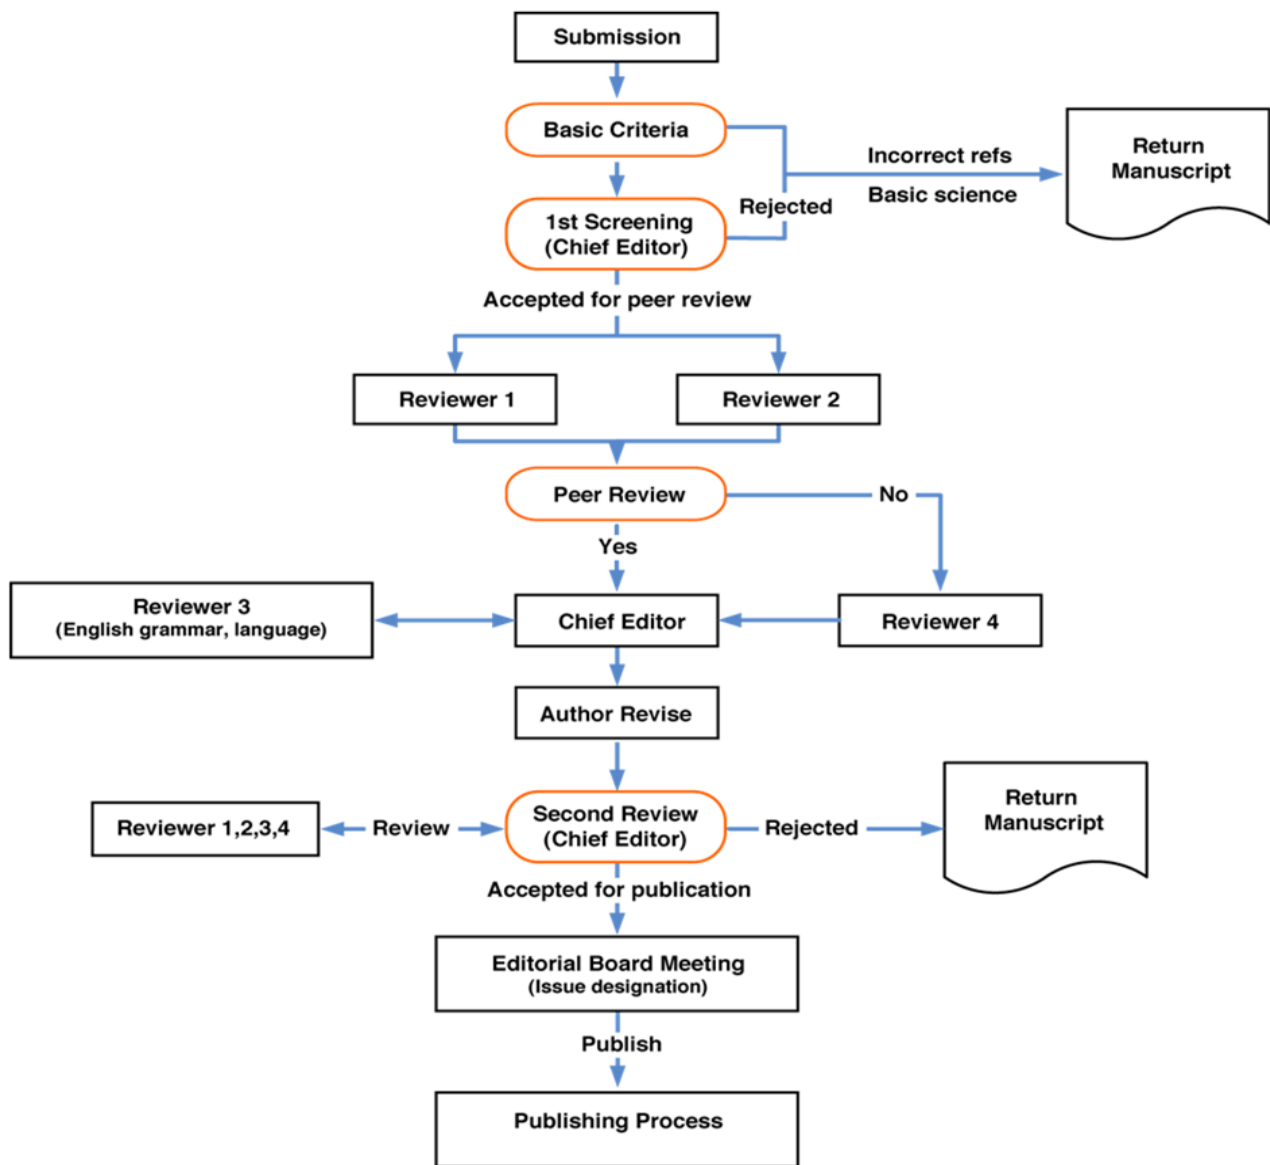 Submission
Basic Criteria
Incorrect refs
Basic science
Return
Manuscript
Rejected
1st Screening
(Chief Editor)
Accepted for peer review
Reviewer 1
Reviewer 2
Peer Review
No
Yes
Reviewer 3
(English grammar, language)
Chief Editor
Reviewer 4
Author Revise
Reviewer 1,2,3,4
Review
Second Review
(Chief Editor)
Rejected
Return
Manuscript
Accepted for publication
Editorial Board Meeting
(Issue designation)
Publish
Publishing Process